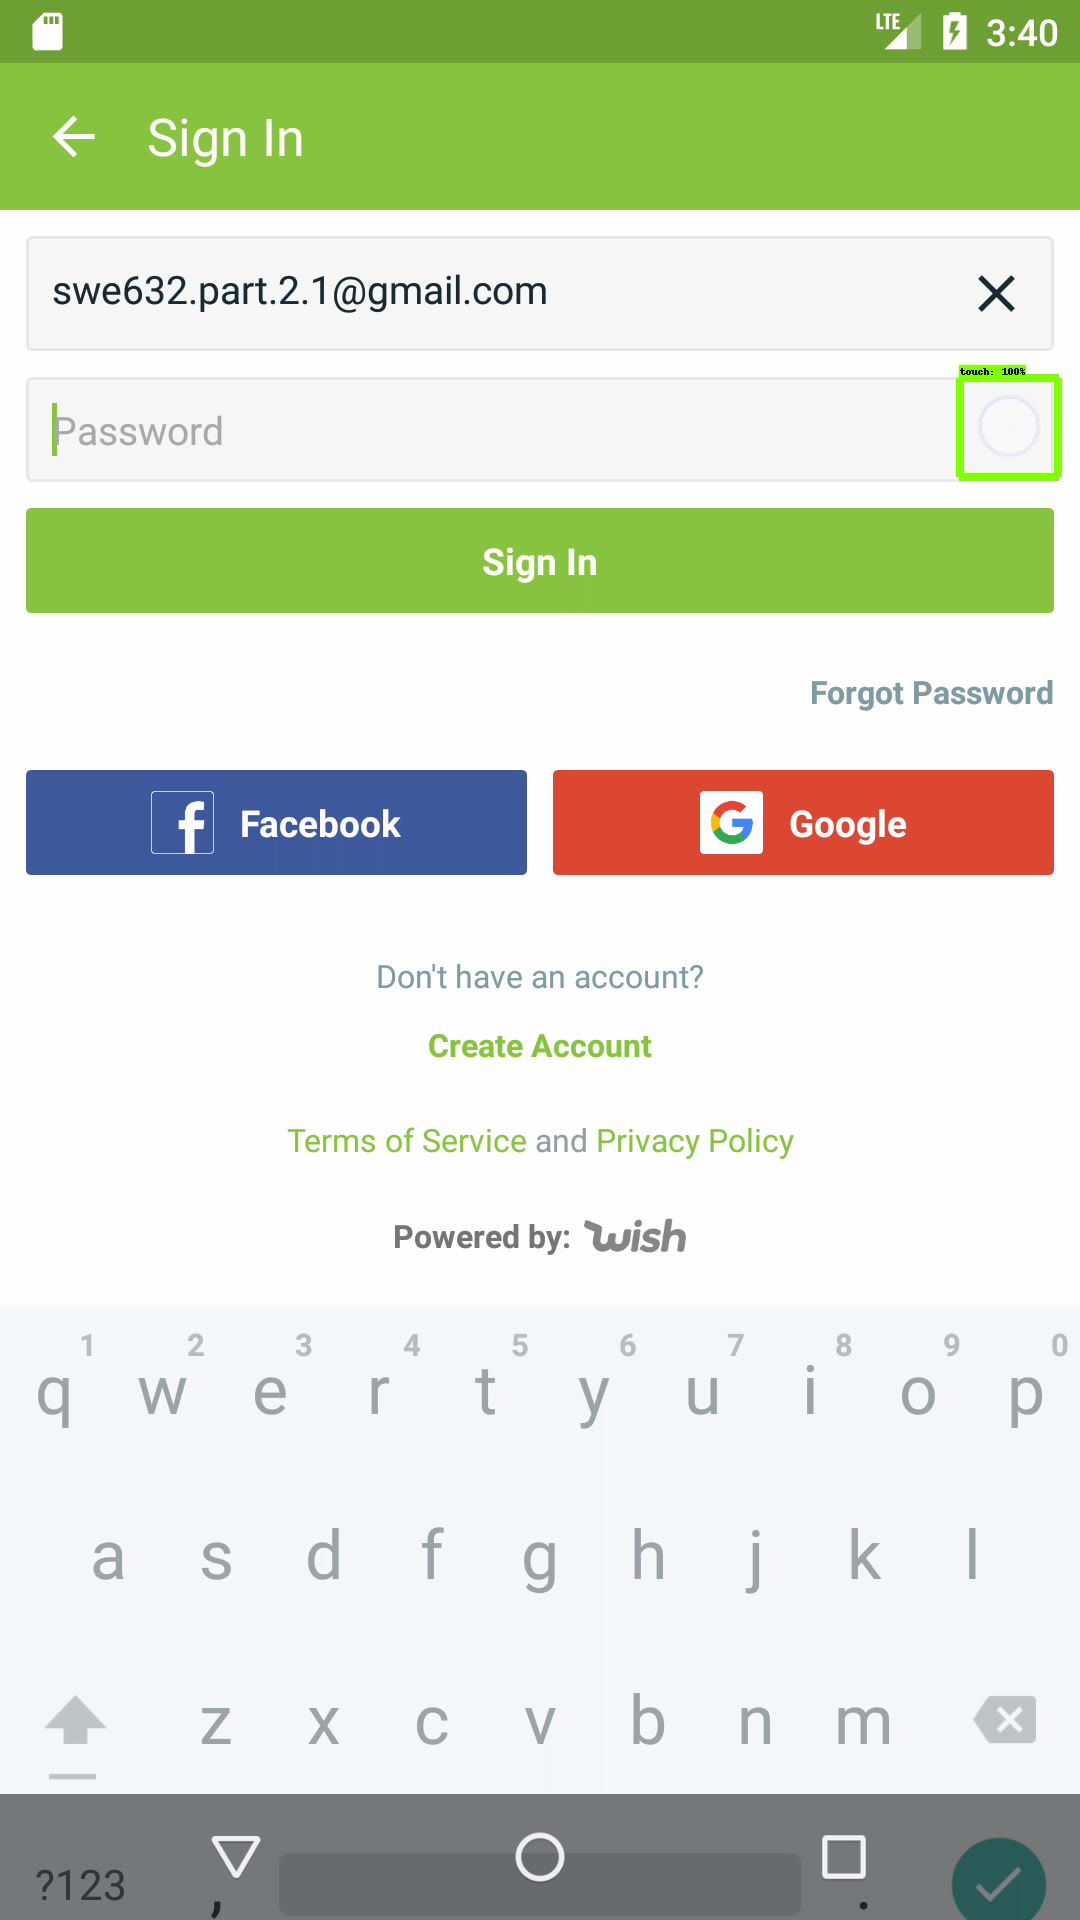 LTE 3:40
Sign In
swe632.part.2.1@gmail.com
touch: 100%
Password
Sign In
Forgot Password
Facebook Google
Don't have an account?
Create Account
Terms of Service and Privacy Policy
Powered by: wish
1 2 3 4 5 6 7 8 9 0
q w e r t y u i o p
a s d f g h j k l
z x c v b n m
?123 , .